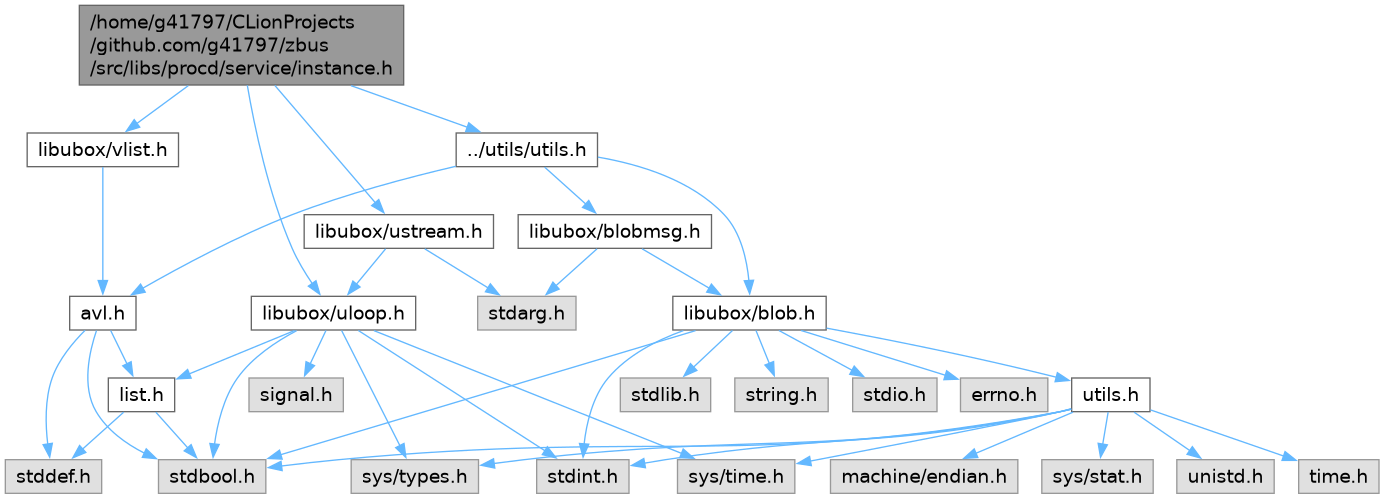 /home/g41797/CLionProjects
/github.com/g41797/zbus
/src/libs/procd/service/instance.h
libubox/vlist.h
../utils/utils.h
libubox/ustream.h
libubox/blobmsg.h
avl.h
libubox/uloop.h
stdarg.h
libubox/blob.h
list.h
signal.h
stdlib.h
string.h
stdio.h
errno.h
utils.h
stddef.h
stdbool.h
sys/types.h
stdint.h
sys/time.h
machine/endian.h
sys/stat.h
unistd.h
time.h